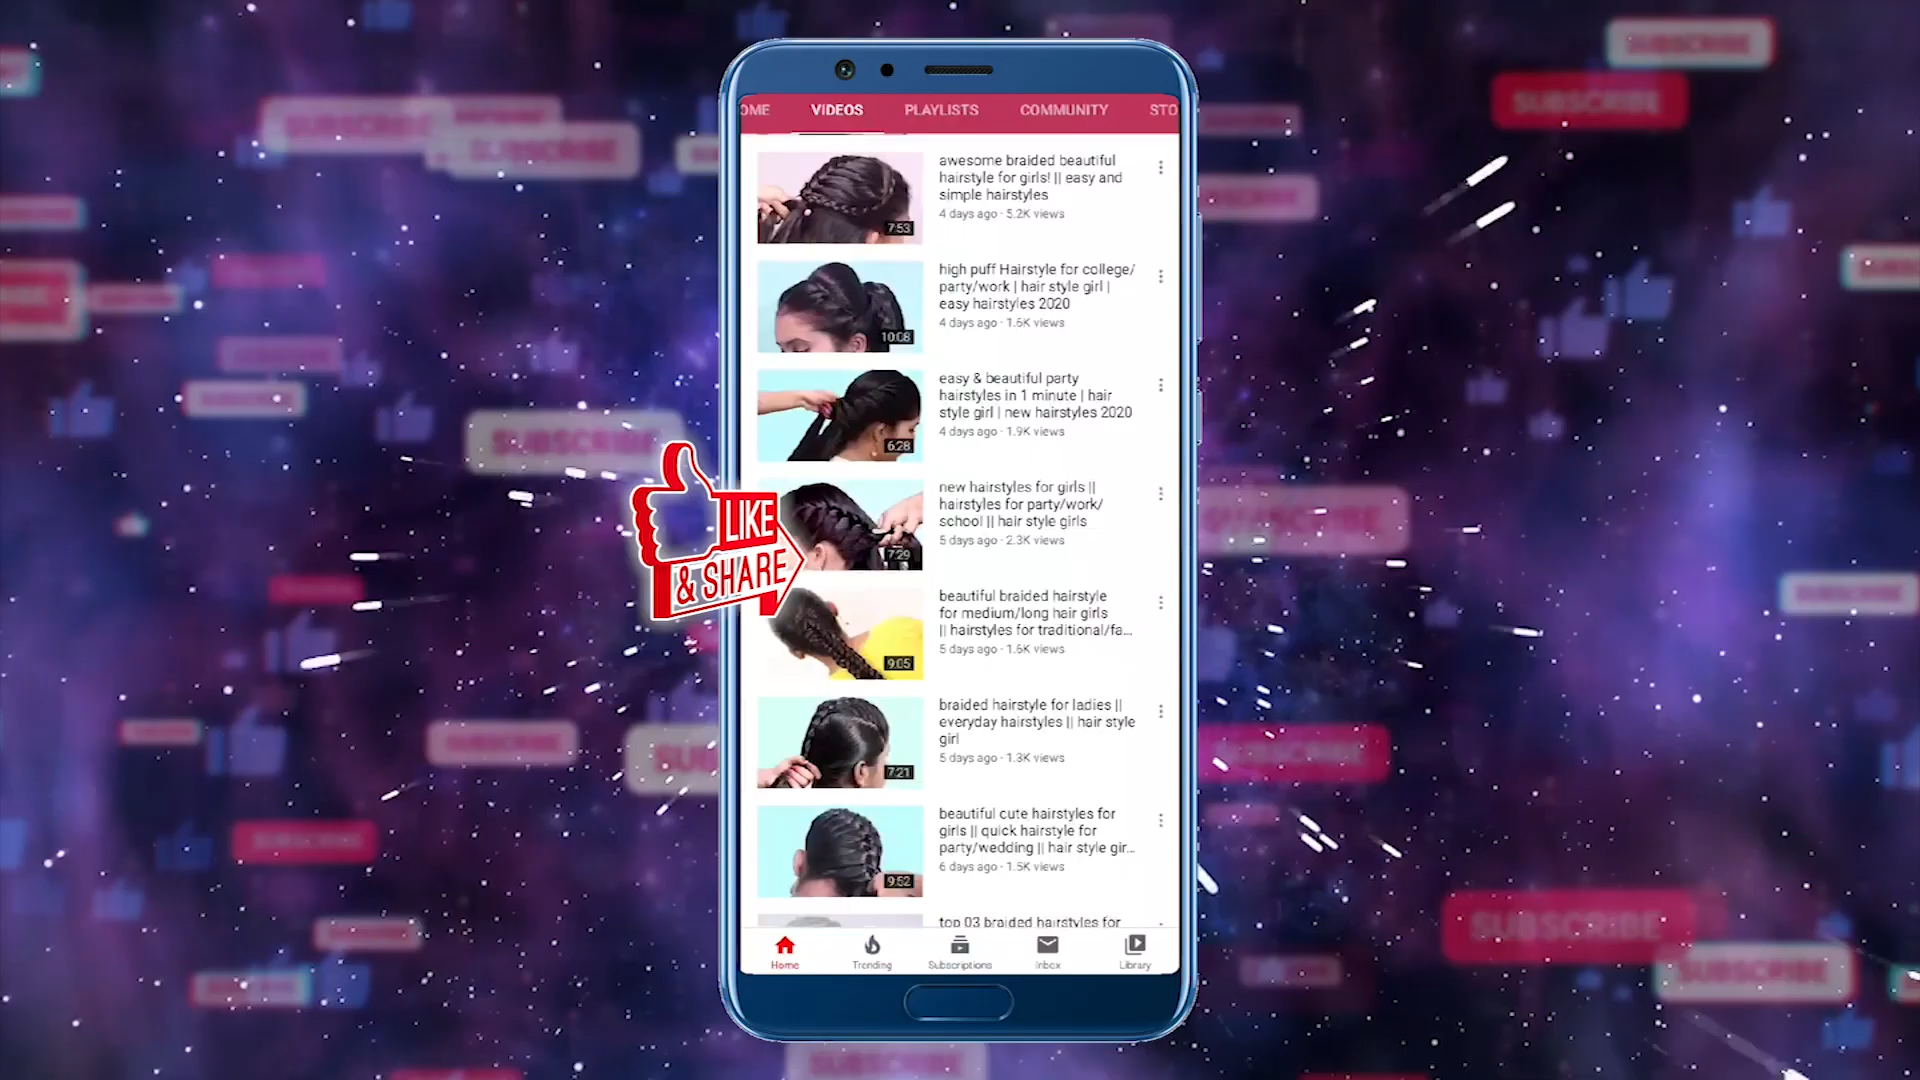 SUBSCRIBE
SUBSCRIBE
OME VIDEOS PLAYLISTS COMMUNITY STO
awesome braided beautiful
hairstyle for girls! || easy and
simple hairstyles
4 days ago · 5.2K views
7:53
high puff Hairstyle for college/
party/work | hair style girl |
easy hairstyles 2020
4 days ago · 1.6K views
10:08
easy & beautiful party
hairstyles in 1 minute | hair
style girl | new hairstyles 2020
4 days ago · 1.9K views
6:28
SUBSCRIBE
LIKE
& SHARE
new hairstyles for girls ||
hairstyles for party/work/
school || hair style girls
5 days ago · 2.3K views
7:29
beautiful braided hairstyle
for medium/long hair girls
|| hairstyles for traditional/fa...
5 days ago · 1.6K views
9:05
braided hairstyle for ladies ||
everyday hairstyles || hair style
girl
5 days ago · 1.3K views
7:21
beautiful cute hairstyles for
girls || quick hairstyle for
party/wedding || hair style gir...
6 days ago · 1.5K views
9:52
top 03 braided hairstyles for
Home Trending Subscriptions Inbox Library
SUBSCRIBE
SUBSCRIBE